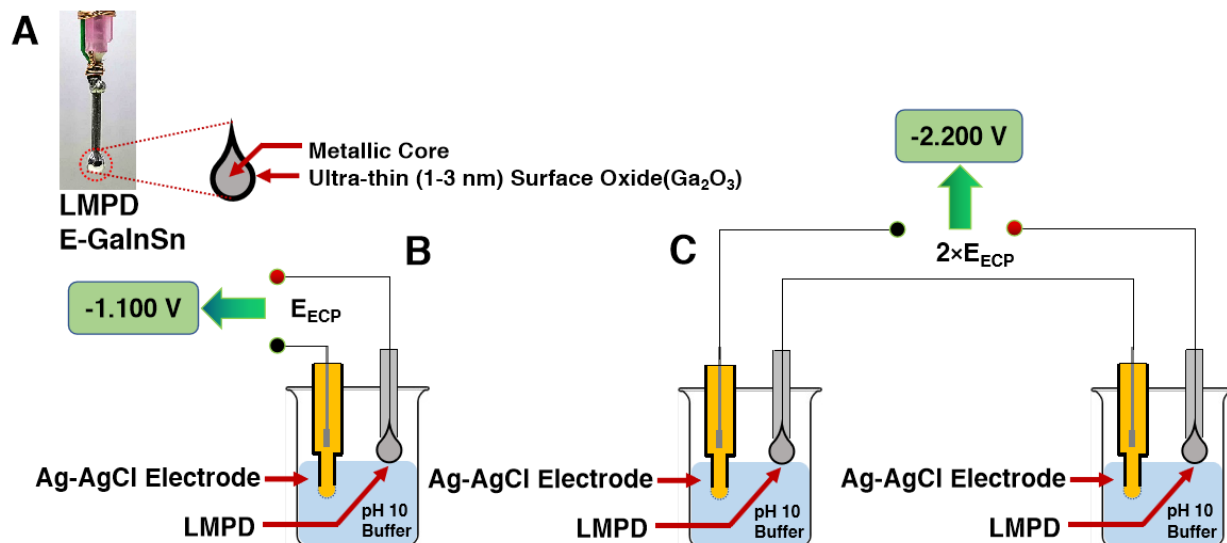 A
Metallic Core
Ultra-thin (1-3 nm) Surface Oxide(Ga₂O₃)
LMPD
E-GaInSn
B
-1.100 V
E_ECP
Ag-AgCl Electrode
LMPD
pH 10
Buffer
C
-2.200 V
2×E_ECP
Ag-AgCl Electrode
LMPD
pH 10
Buffer
Ag-AgCl Electrode
LMPD
pH 10
Buffer